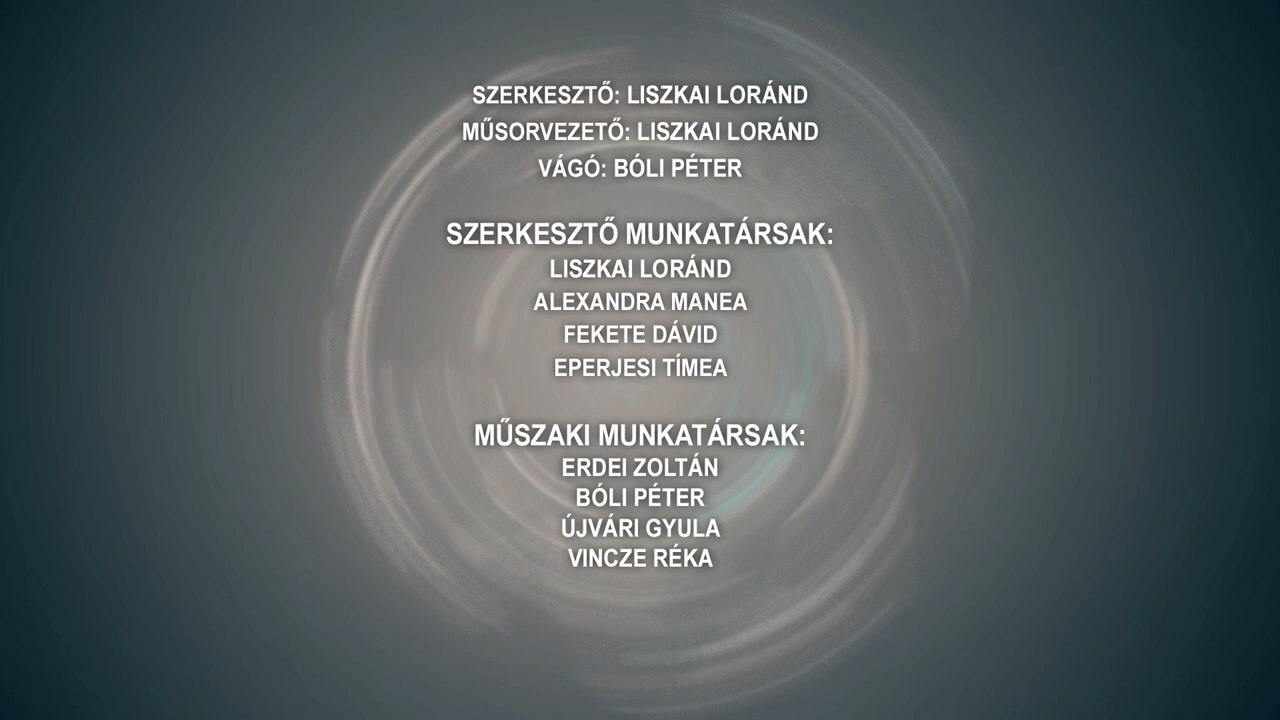 SZERKESZTŐ: LISZKAI LORÁND
MŰSORVEZETŐ: LISZKAI LORÁND
VÁGÓ: BÓLI PÉTER
SZERKESZTŐ MUNKATÁRSAK:
LISZKAI LORÁND
ALEXANDRA MANEA
FEKETE DÁVID
EPERJESI TÍMEA
MŰSZAKI MUNKATÁRSAK:
ERDEI ZOLTÁN
BÓLI PÉTER
ÚJVÁRI GYULA
VINCZE RÉKA